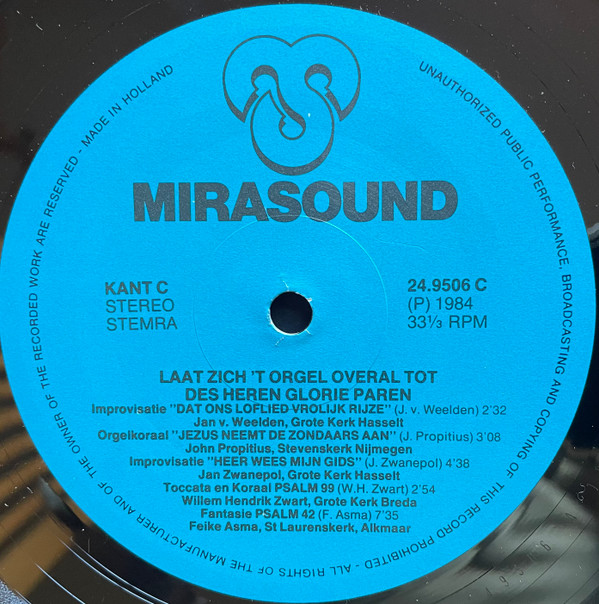 MIRASOUND
KANT C
STEREO
STEMRA
24.9506 C
(P) 1984
33⅓ RPM
LAAT ZICH 'T ORGEL OVERAL TOT
DES HEREN GLORIE PAREN
Improvisatie "DAT ONS LOFLIED VROLIJK RIJZE" (J. v. Weelden) 2'32
Jan v. Weelden, Grote Kerk Hasselt
Orgelkoraal "JEZUS NEEMT DE ZONDAARS AAN" (J. Propitius) 3'08
John Propitius, Stevenskerk Nijmegen
Improvisatie "HEER WEES MIJN GIDS" (J. Zwanepol) 4'38
Jan Zwanepol, Grote Kerk Hasselt
Toccata en Koraal PSALM 99 (W.H. Zwart) 2'54
Willem Hendrik Zwart, Grote Kerk Breda
Fantasie PSALM 42 (F. Asma) 7'35
Feike Asma, St Laurenskerk, Alkmaar
UNAUTHORIZED PUBLIC PERFORMANCE, BROADCASTING AND COPYING OF THIS RECORD PROHIBITED - ALL RIGHTS OF THE MANUFACTURER AND OF THE OWNER OF THE RECORDED WORK ARE RESERVED - MADE IN HOLLAND